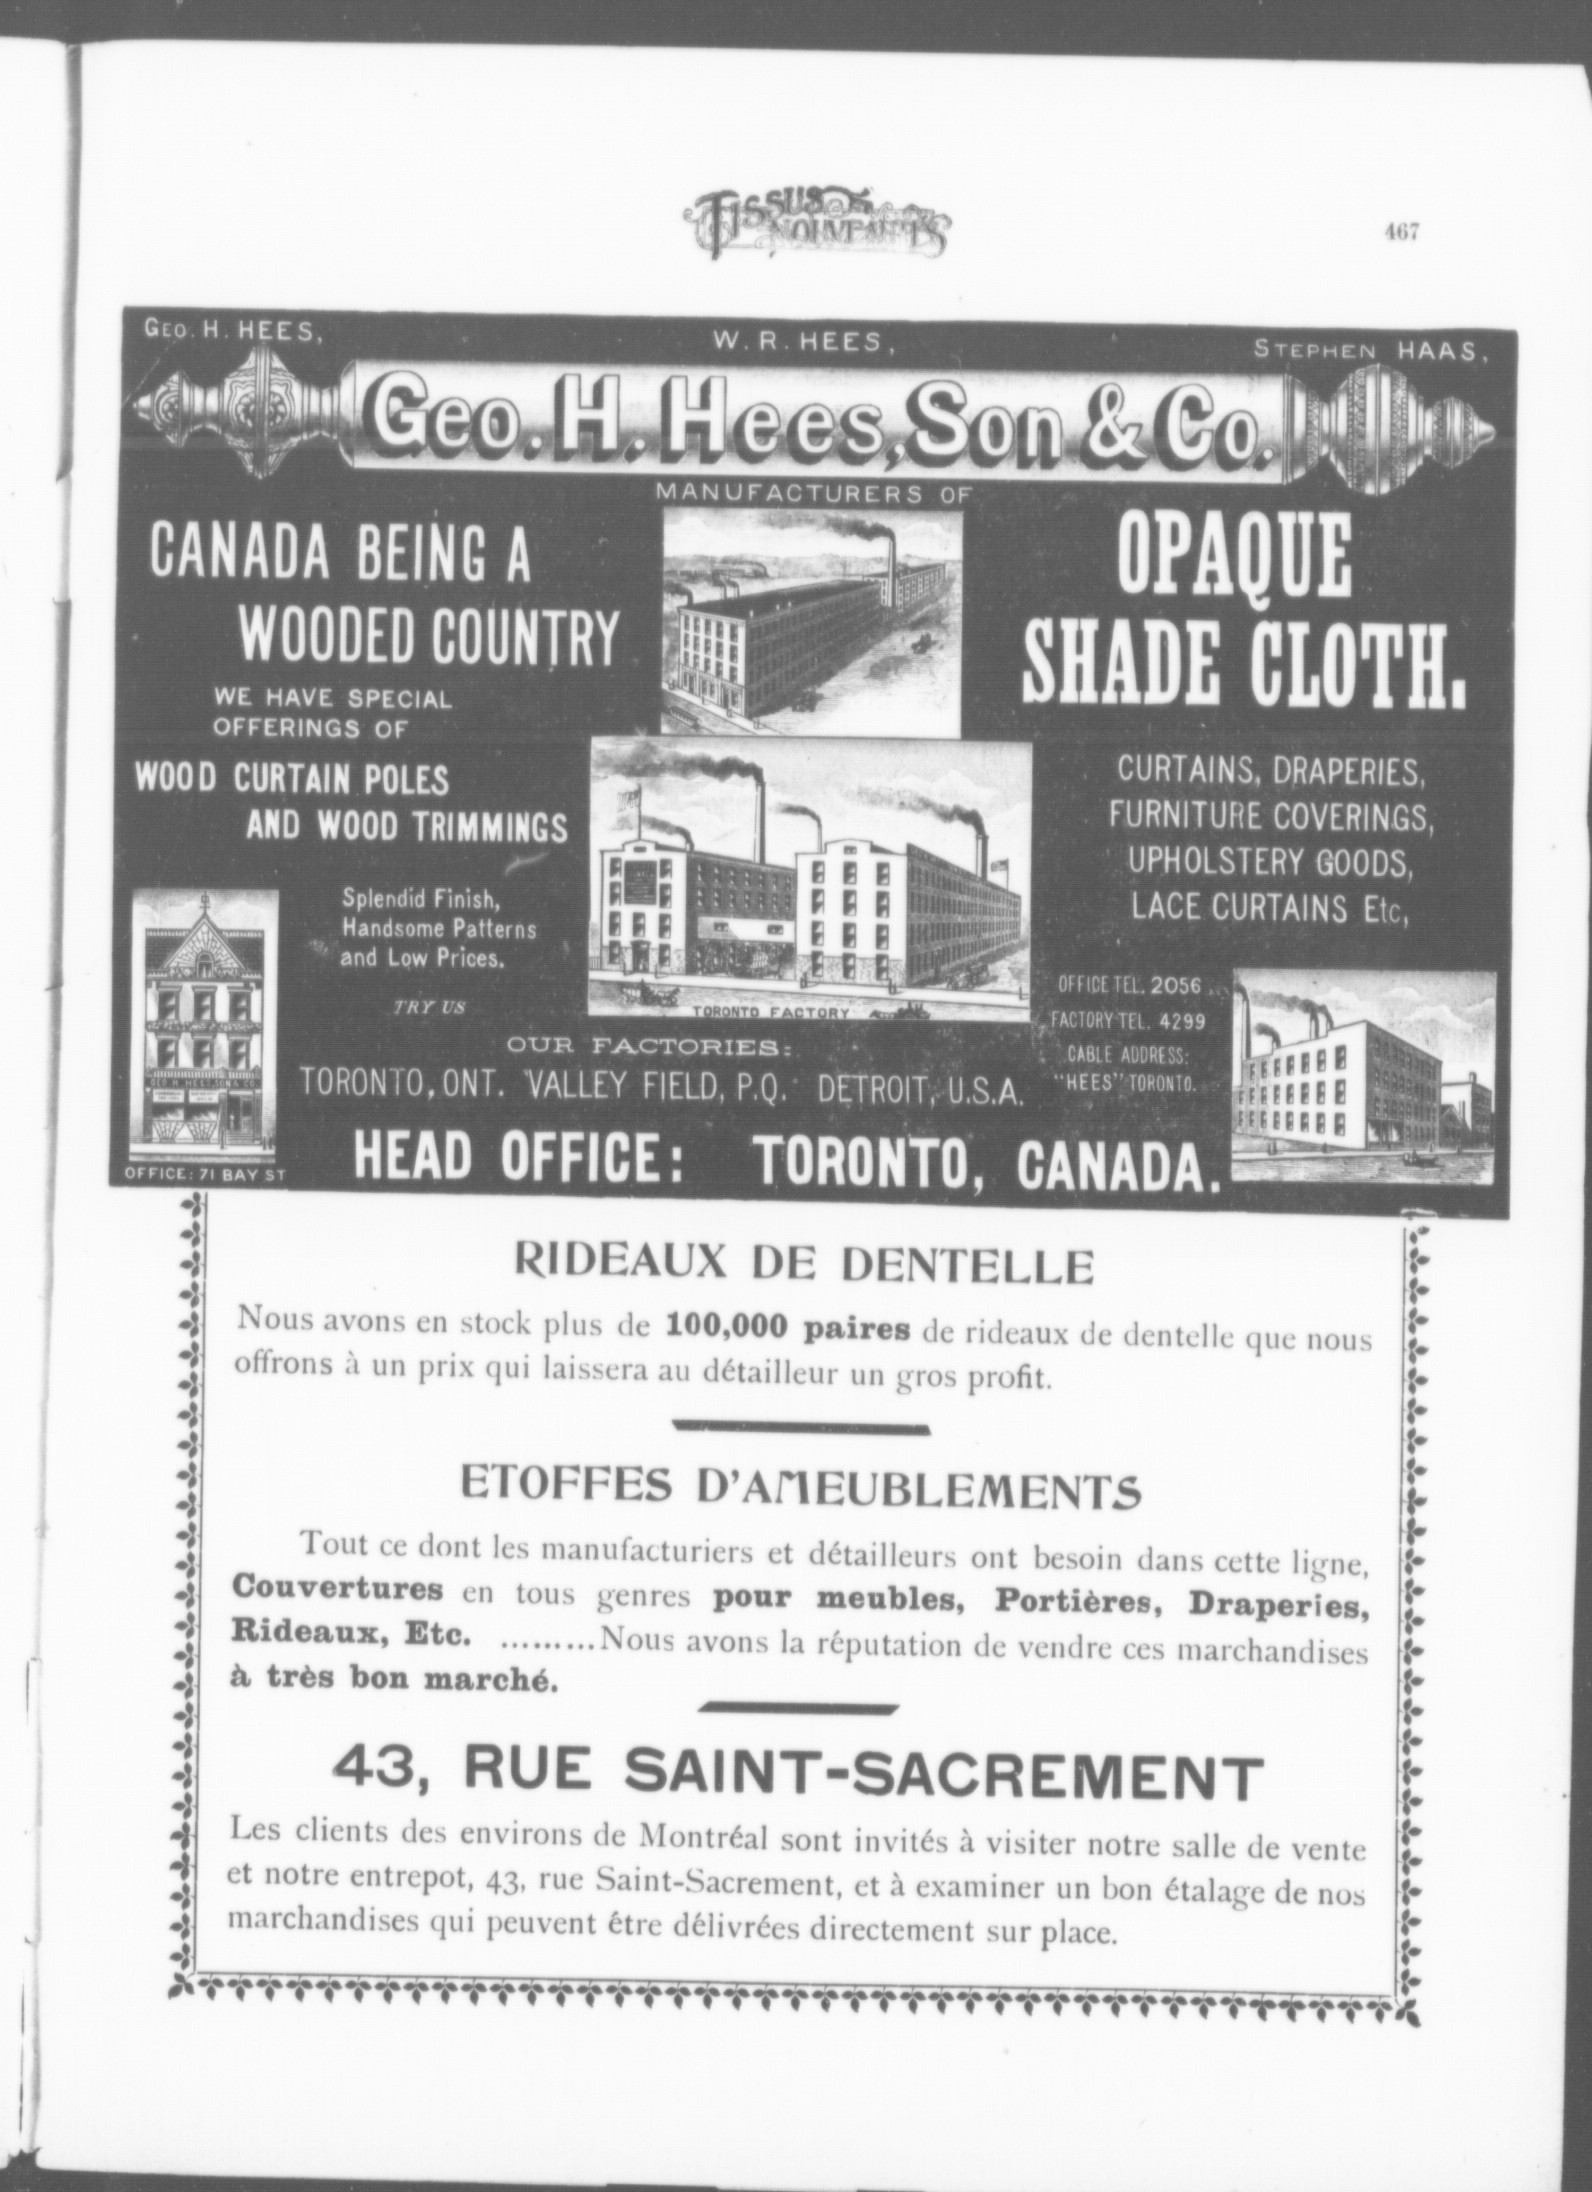 TISSUS & NOUVEAUTÉS
467
GEO. H. HEES,
W. R. HEES,
STEPHEN HAAS,
Geo. H. Hees, Son & Co.
MANUFACTURERS OF
CANADA BEING A
WOODED COUNTRY
WE HAVE SPECIAL
OFFERINGS OF
WOOD CURTAIN POLES
AND WOOD TRIMMINGS
Splendid Finish,
Handsome Patterns
and Low Prices.
TRY US
OPAQUE
SHADE CLOTH.
CURTAINS, DRAPERIES,
FURNITURE COVERINGS,
UPHOLSTERY GOODS,
LACE CURTAINS Etc,
TORONTO FACTORY
OFFICE TEL. 2056
FACTORY TEL. 4299
CABLE ADDRESS:
"HEES" TORONTO.
OUR FACTORIES:
TORONTO, ONT. VALLEY FIELD, P.Q. DETROIT, U.S.A.
GEO. H. HEES, SON & CO.
OFFICE: 71 BAY ST
HEAD OFFICE: TORONTO, CANADA.
RIDEAUX DE DENTELLE
Nous avons en stock plus de 100,000 paires de rideaux de dentelle que nous
offrons à un prix qui laissera au détailleur un gros profit.
ETOFFES D'AMEUBLEMENTS
Tout ce dont les manufacturiers et détailleurs ont besoin dans cette ligne,
Couvertures en tous genres pour meubles, Portières, Draperies,
Rideaux, Etc. .........Nous avons la réputation de vendre ces marchandises
à très bon marché.
43, RUE SAINT-SACREMENT
Les clients des environs de Montréal sont invités à visiter notre salle de vente
et notre entrepot, 43, rue Saint-Sacrement, et à examiner un bon étalage de nos
marchandises qui peuvent être délivrées directement sur place.